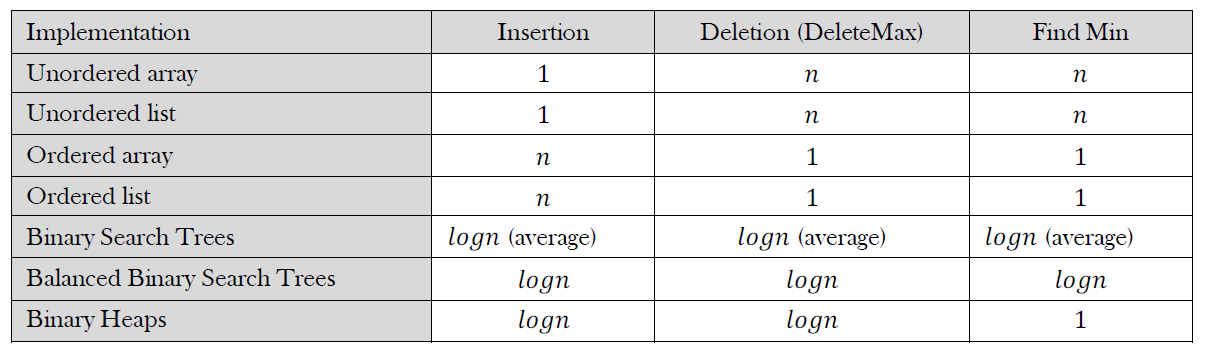 Implementation Insertion Deletion (DeleteMax) Find Min
Unordered array 1 n n
Unordered list 1 n n
Ordered array n 1 1
Ordered list n 1 1
Binary Search Trees logn (average) logn (average) logn (average)
Balanced Binary Search Trees logn logn logn
Binary Heaps logn logn 1